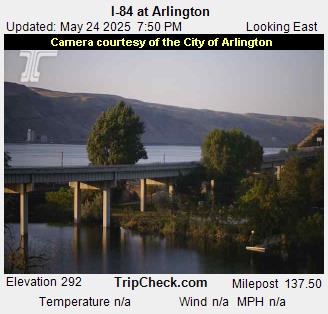 I-84 at Arlington
Updated: May 24 2025 7:50 PM Looking East
Camera courtesy of the City of Arlington
Elevation 292 TripCheck.com Milepost 137.50
Temperature n/a Wind n/a MPH n/a